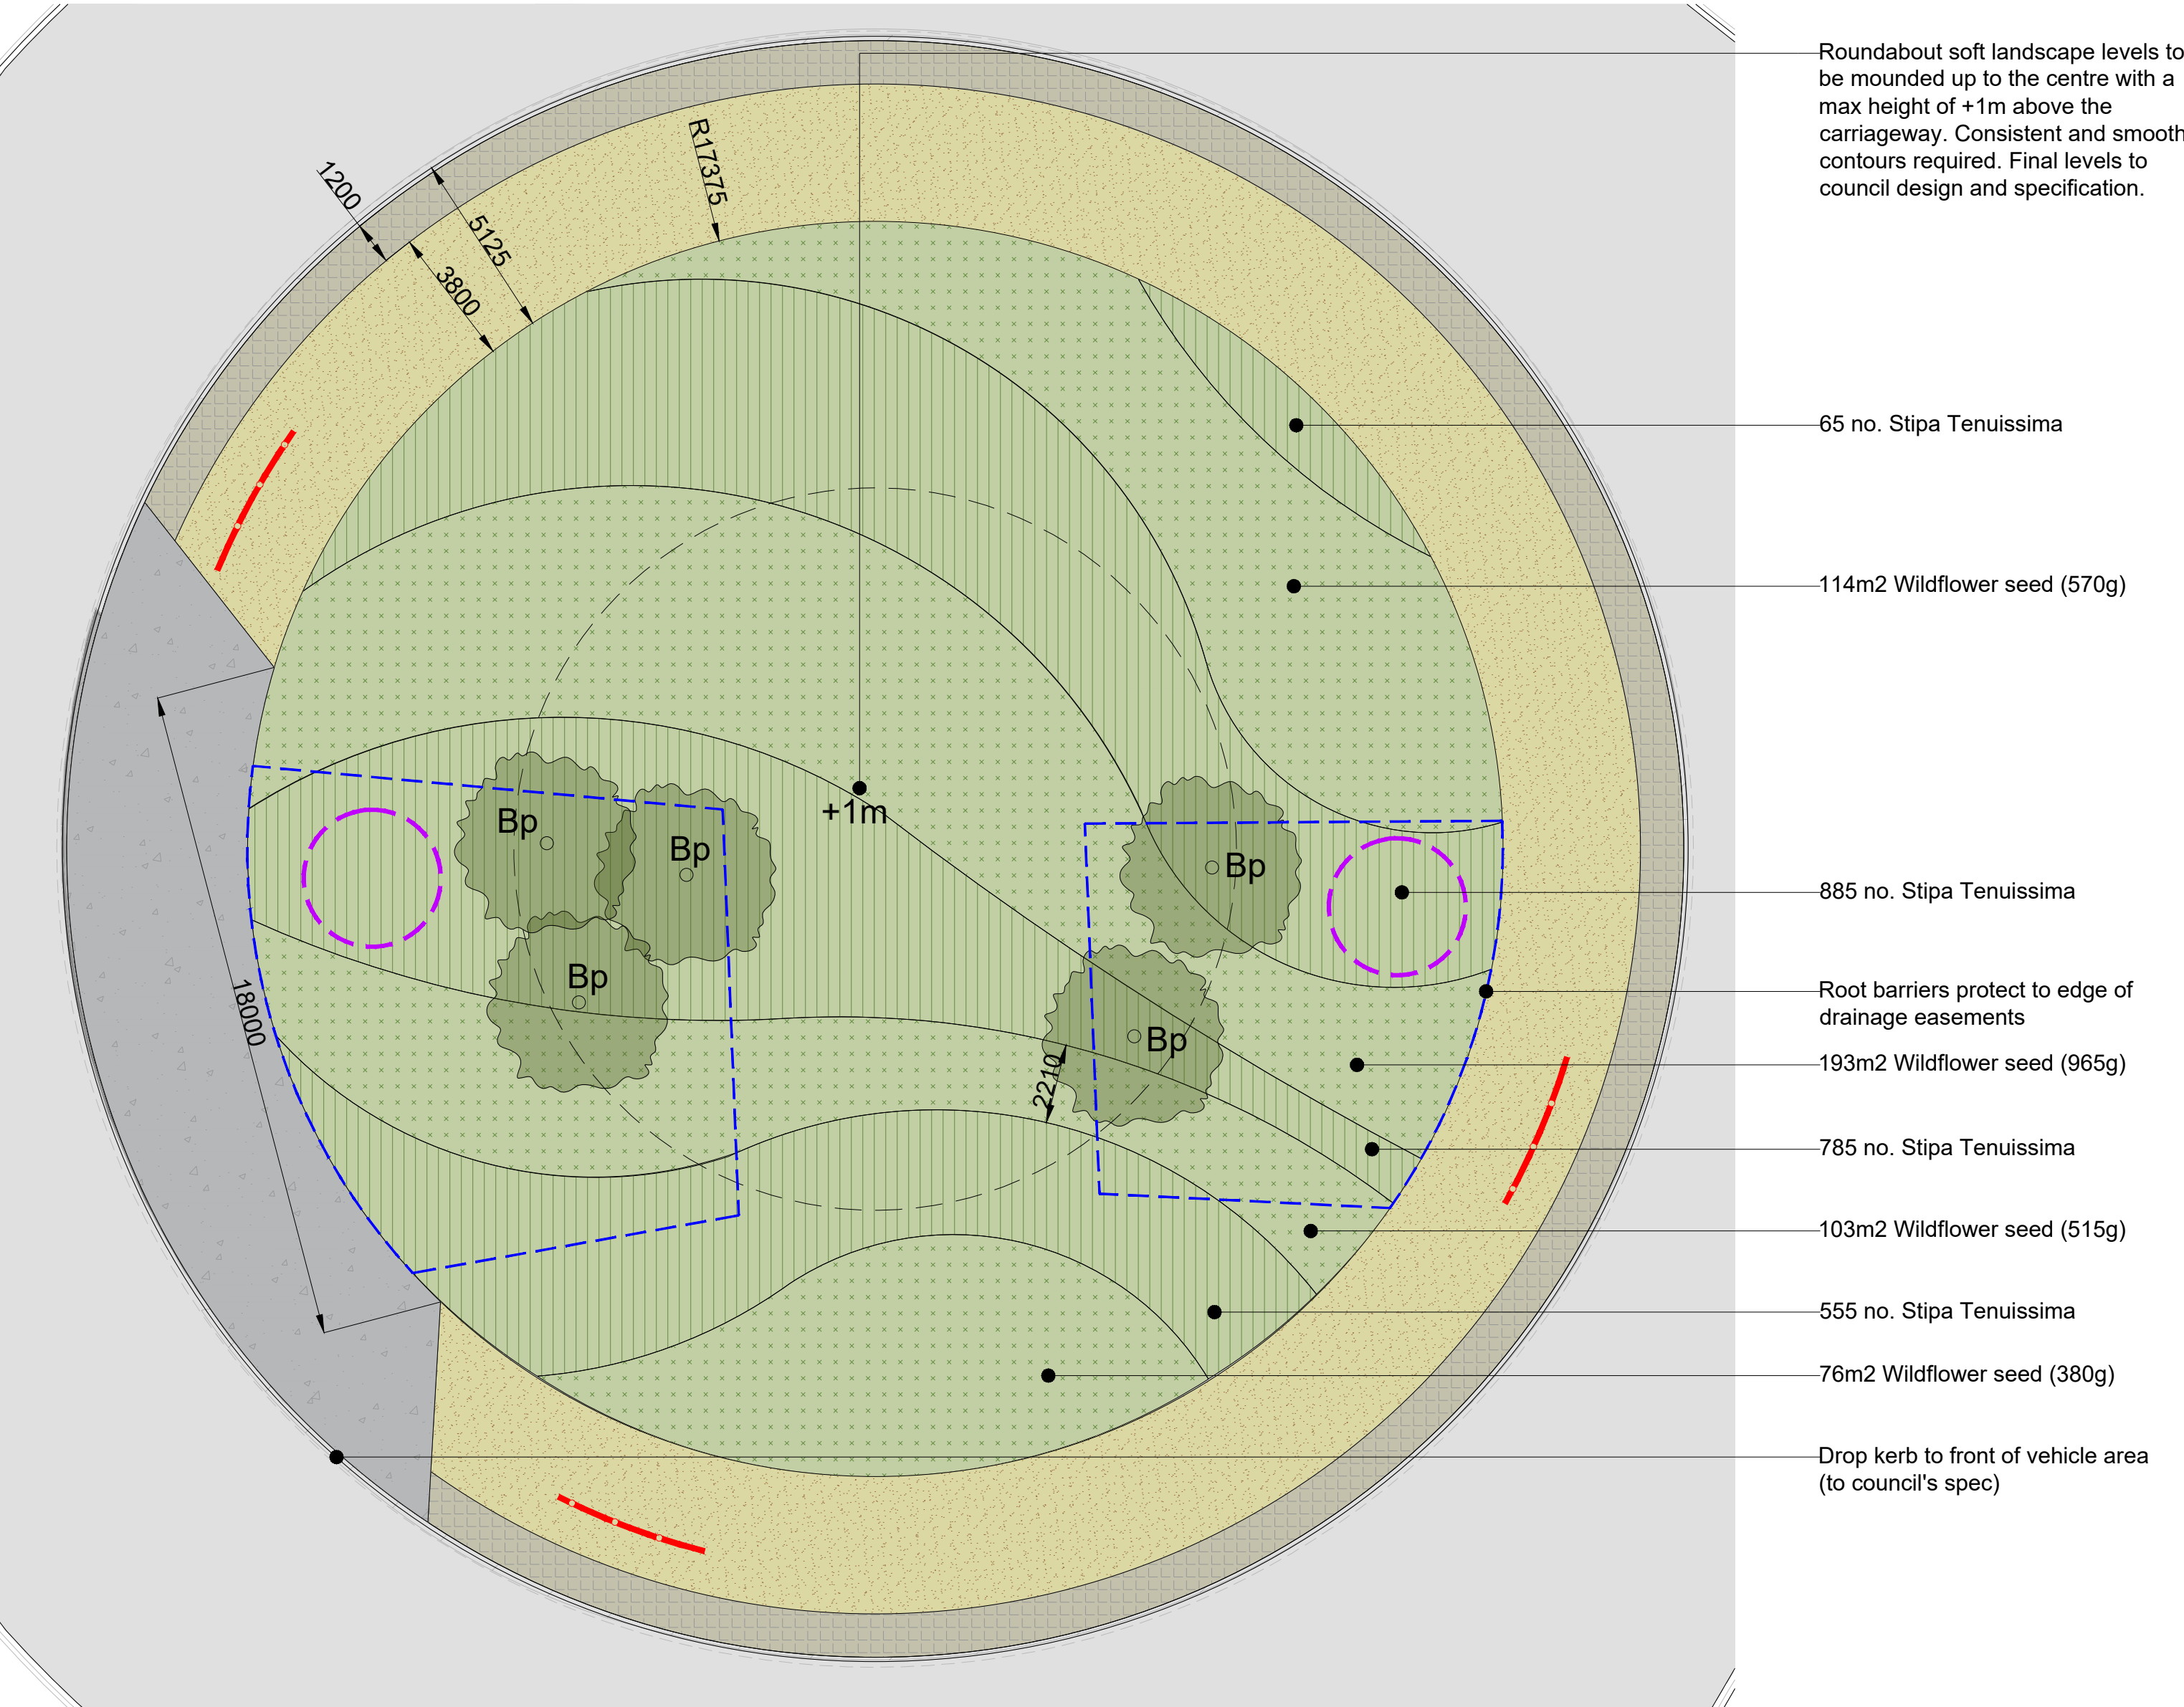 Roundabout soft landscape levels to
be mounded up to the centre with a
max height of +1m above the
carriageway. Consistent and smooth
contours required. Final levels to
council design and specification.
R17375
1200
5125
3800
65 no. Stipa Tenuissima
114m2 Wildflower seed (570g)
+1m
Bp
Bp
Bp
Bp
Bp
885 no. Stipa Tenuissima
Root barriers protect to edge of
drainage easements
18000
2210
193m2 Wildflower seed (965g)
785 no. Stipa Tenuissima
103m2 Wildflower seed (515g)
555 no. Stipa Tenuissima
76m2 Wildflower seed (380g)
Drop kerb to front of vehicle area
(to council's spec)